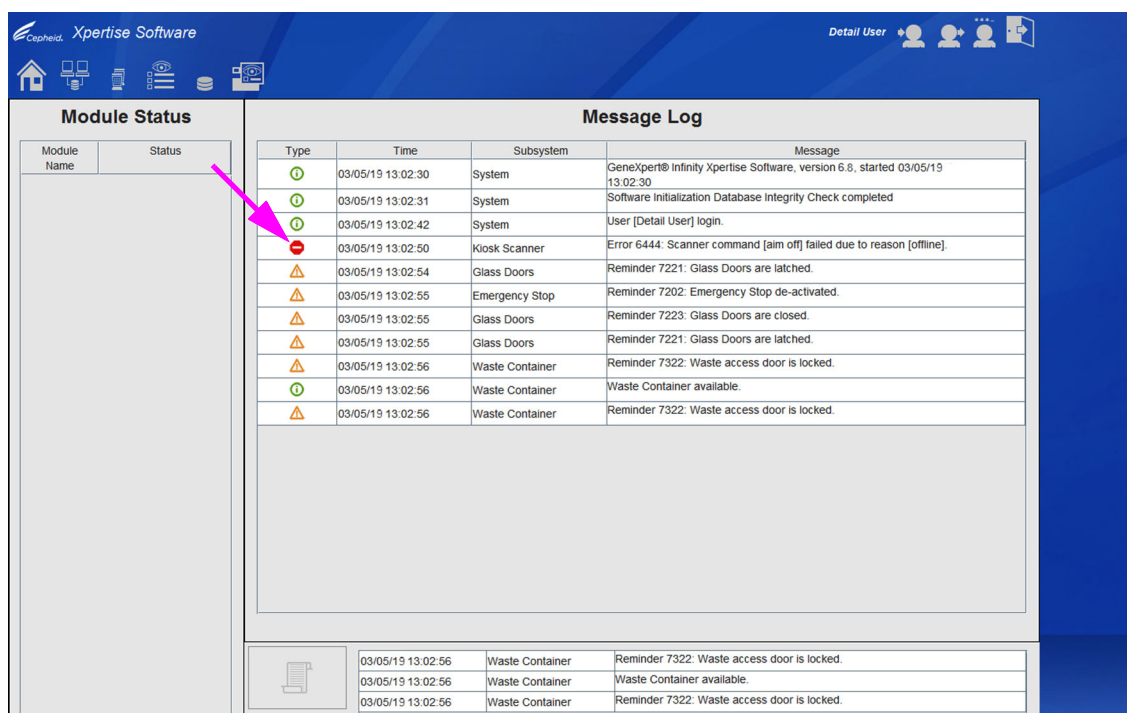 Cepheid. Xpertise Software
Detail User
Module Status
Module Name Status
Message Log
Type Time Subsystem Message
03/05/19 13:02:30 System GeneXpert® Infinity Xpertise Software, version 6.8, started 03/05/19
13:02:30
03/05/19 13:02:31 System Software Initialization Database Integrity Check completed
03/05/19 13:02:42 System User [Detail User] login.
03/05/19 13:02:50 Kiosk Scanner Error 6444: Scanner command [aim off] failed due to reason [offline].
03/05/19 13:02:54 Glass Doors Reminder 7221: Glass Doors are latched.
03/05/19 13:02:55 Emergency Stop Reminder 7202: Emergency Stop de-activated.
03/05/19 13:02:55 Glass Doors Reminder 7223: Glass Doors are closed.
03/05/19 13:02:55 Glass Doors Reminder 7221: Glass Doors are latched.
03/05/19 13:02:56 Waste Container Reminder 7322: Waste access door is locked.
03/05/19 13:02:56 Waste Container Waste Container available.
03/05/19 13:02:56 Waste Container Reminder 7322: Waste access door is locked.
03/05/19 13:02:56 Waste Container Reminder 7322: Waste access door is locked.
03/05/19 13:02:56 Waste Container Waste Container available.
03/05/19 13:02:56 Waste Container Reminder 7322: Waste access door is locked.